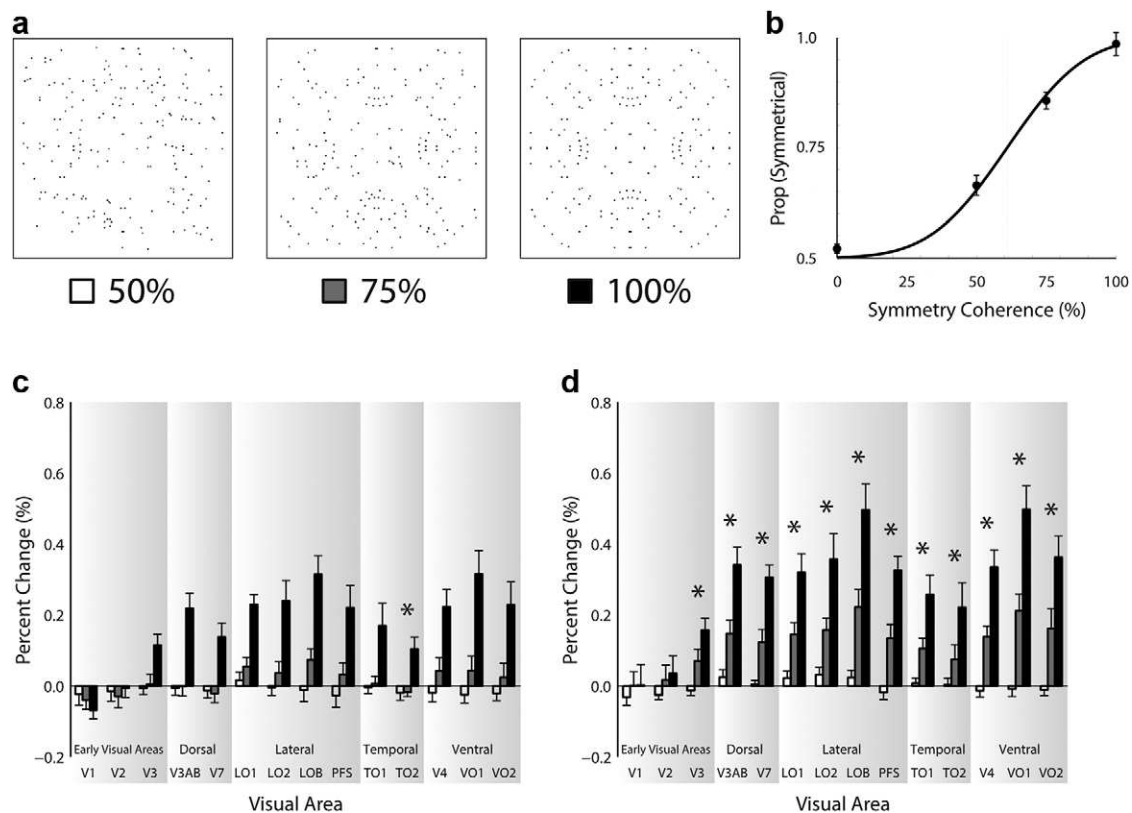 a
50%
75%
100%
b
Prop (Symmetrical)
1.0
0.75
0.5
0 25 50 75 100
Symmetry Coherence (%)
c
Percent Change (%)
0.8
0.6
0.4
0.2
0.0
−0.2
*
Early Visual Areas Dorsal Lateral Temporal Ventral
V1 V2 V3 V3AB V7 LO1 LO2 LOB PFS TO1 TO2 V4 VO1 VO2
Visual Area
d
Percent Change (%)
0.8
0.6
0.4
0.2
0.0
−0.2
* * * * * * * * * * * *
Early Visual Areas Dorsal Lateral Temporal Ventral
V1 V2 V3 V3AB V7 LO1 LO2 LOB PFS TO1 TO2 V4 VO1 VO2
Visual Area